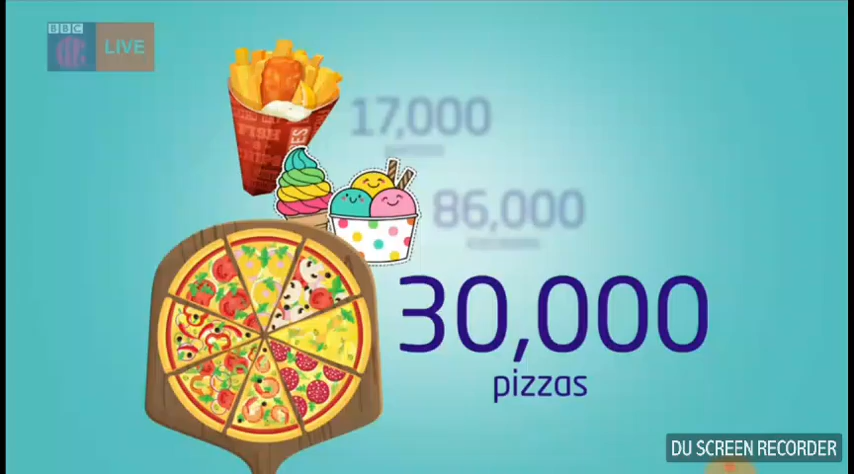 BBC
LIVE
17,000
86,000
30,000
pizzas
DU SCREEN RECORDER